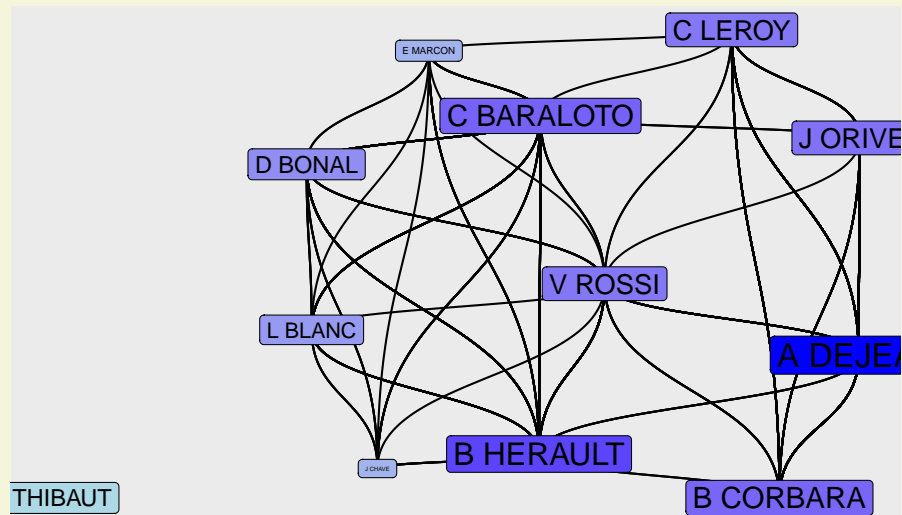 C LEROY
E MARCON
C BARALOTO
J ORIVE
D BONAL
V ROSSI
L BLANC
A DEJEA
B HERAULT
J CHAVE
B CORBARA
THIBAUT